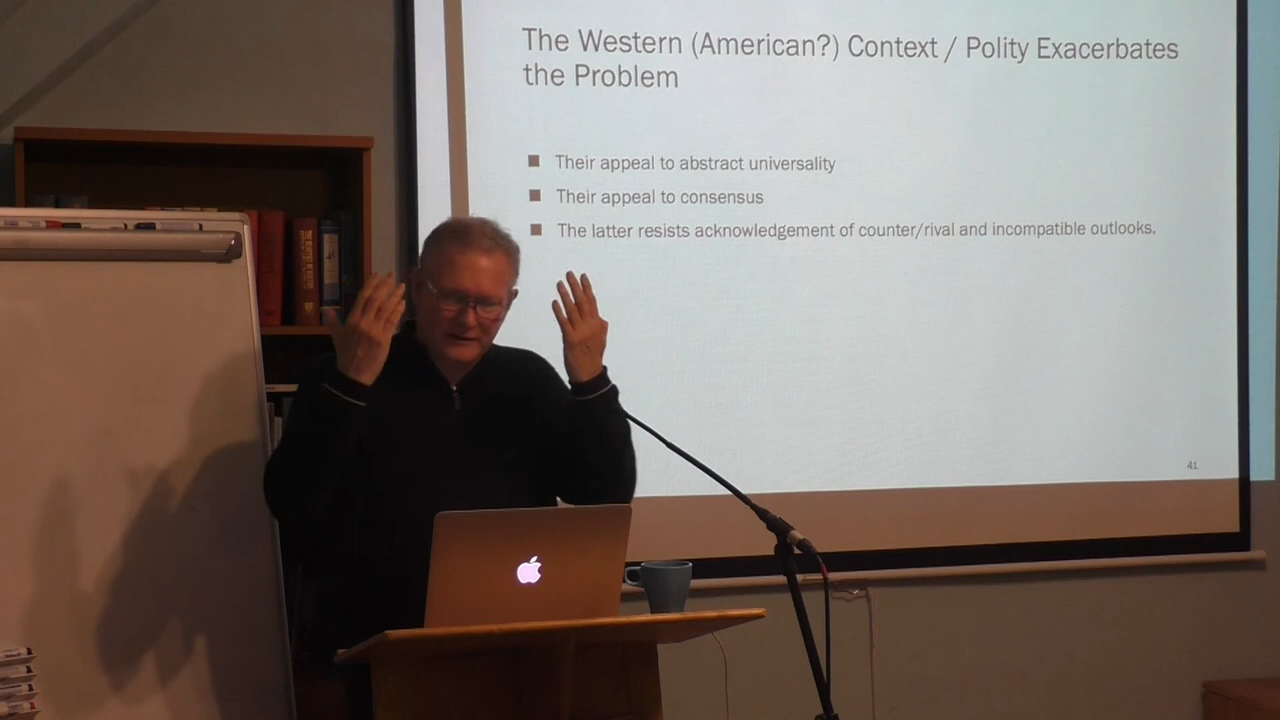 The Western (American?) Context / Polity Exacerbates
the Problem
Their appeal to abstract universality
Their appeal to consensus
The latter resists acknowledgement of counter/rival and incompatible outlooks.
41